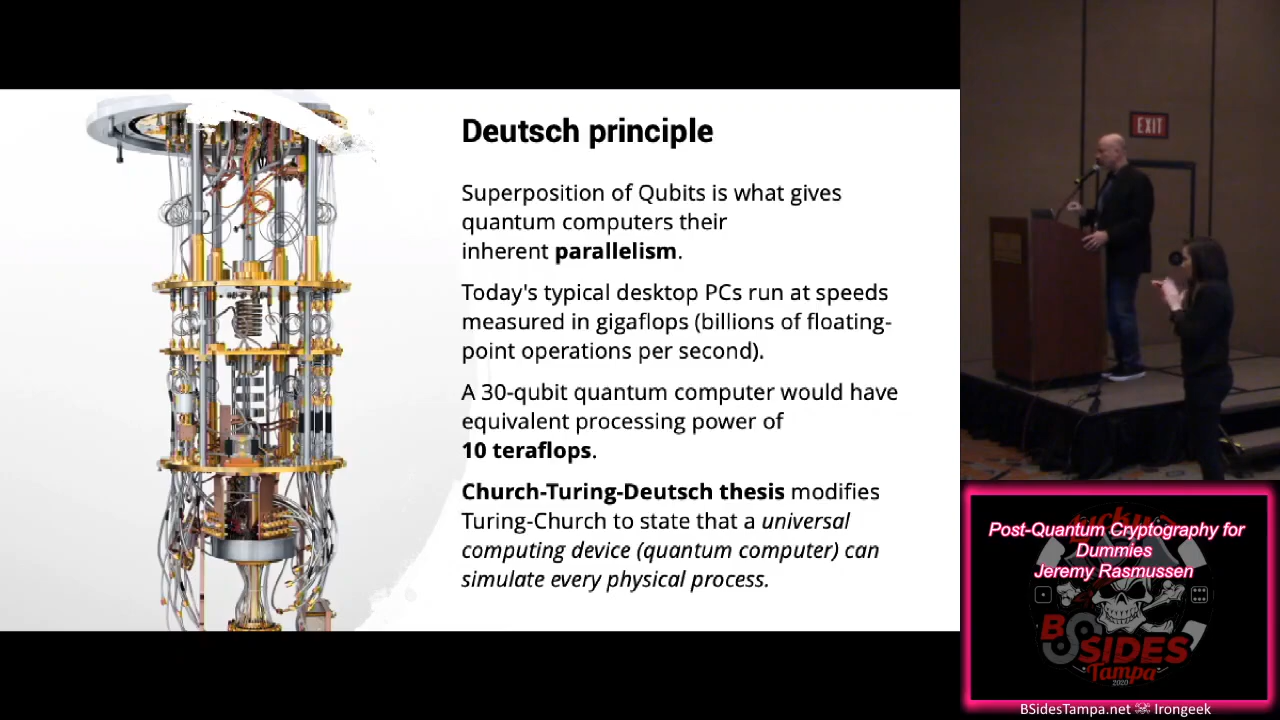 Deutsch principle
Superposition of Qubits is what gives
quantum computers their
inherent parallelism.
Today's typical desktop PCs run at speeds
measured in gigaflops (billions of floating-
point operations per second).
A 30-qubit quantum computer would have
equivalent processing power of
10 teraflops.
Church-Turing-Deutsch thesis modifies
Turing-Church to state that a universal
computing device (quantum computer) can
simulate every physical process.
EXIT
Post-Quantum Cryptography for
Dummies
Jeremy Rasmussen
B SIDES
Tampa
2020
BSidesTampa.net Irongeek